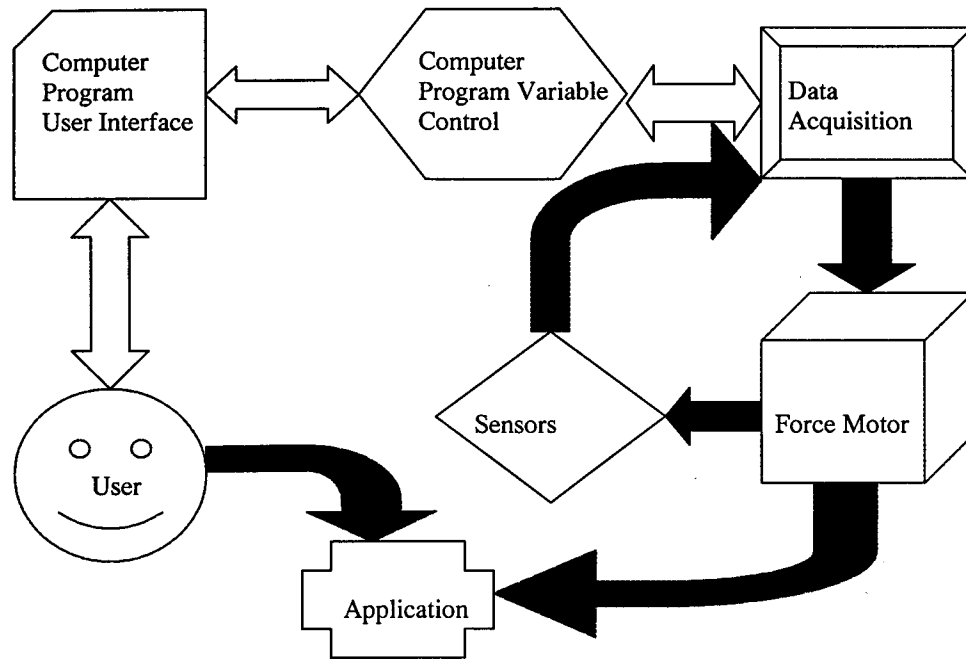 Computer
Program
User Interface
Computer
Program Variable
Control
Data
Acquisition
Sensors
Force Motor
User
Application